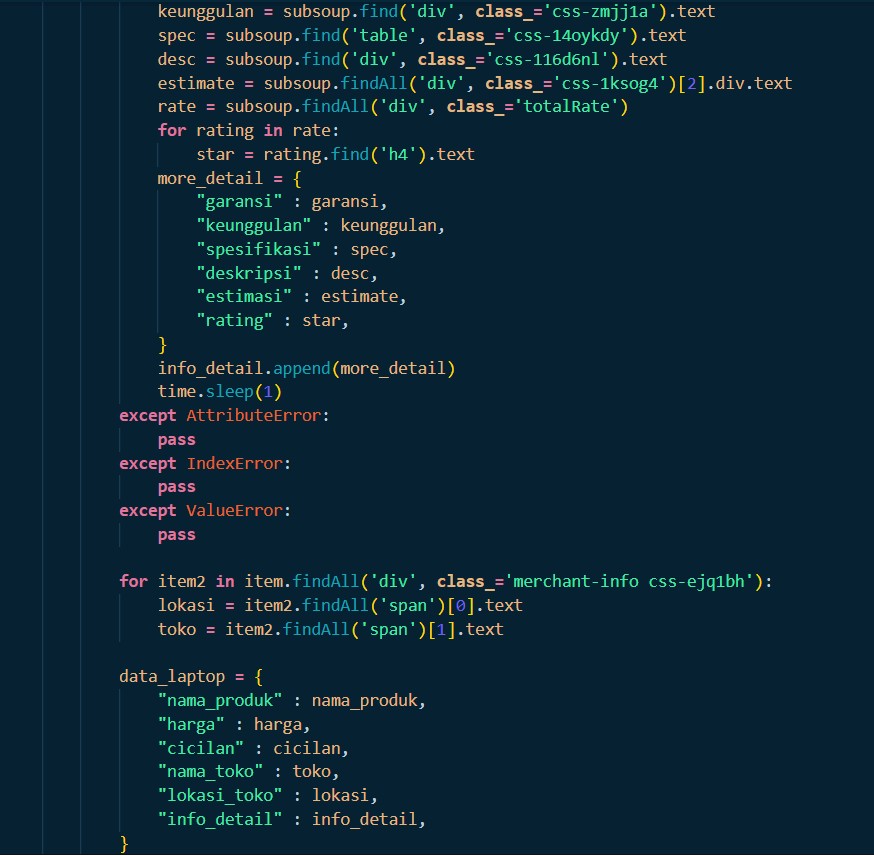 keunggulan = subsoup.find('div', class_='css-zmjj1a').text
spec = subsoup.find('table', class_='css-14oykdy').text
desc = subsoup.find('div', class_='css-116d6nl').text
estimate = subsoup.findAll('div', class_='css-1ksog4')[2].div.text
rate = subsoup.findAll('div', class_='totalRate')
for rating in rate:
star = rating.find('h4').text
more_detail = {
"garansi" : garansi,
"keunggulan" : keunggulan,
"spesifikasi" : spec,
"deskripsi" : desc,
"estimasi" : estimate,
"rating" : star,
}
info_detail.append(more_detail)
time.sleep(1)
except AttributeError:
pass
except IndexError:
pass
except ValueError:
pass
for item2 in item.findAll('div', class_='merchant-info css-ejq1bh'):
lokasi = item2.findAll('span')[0].text
toko = item2.findAll('span')[1].text
data_laptop = {
"nama_produk" : nama_produk,
"harga" : harga,
"cicilan" : cicilan,
"nama_toko" : toko,
"lokasi_toko" : lokasi,
"info_detail" : info_detail,
}